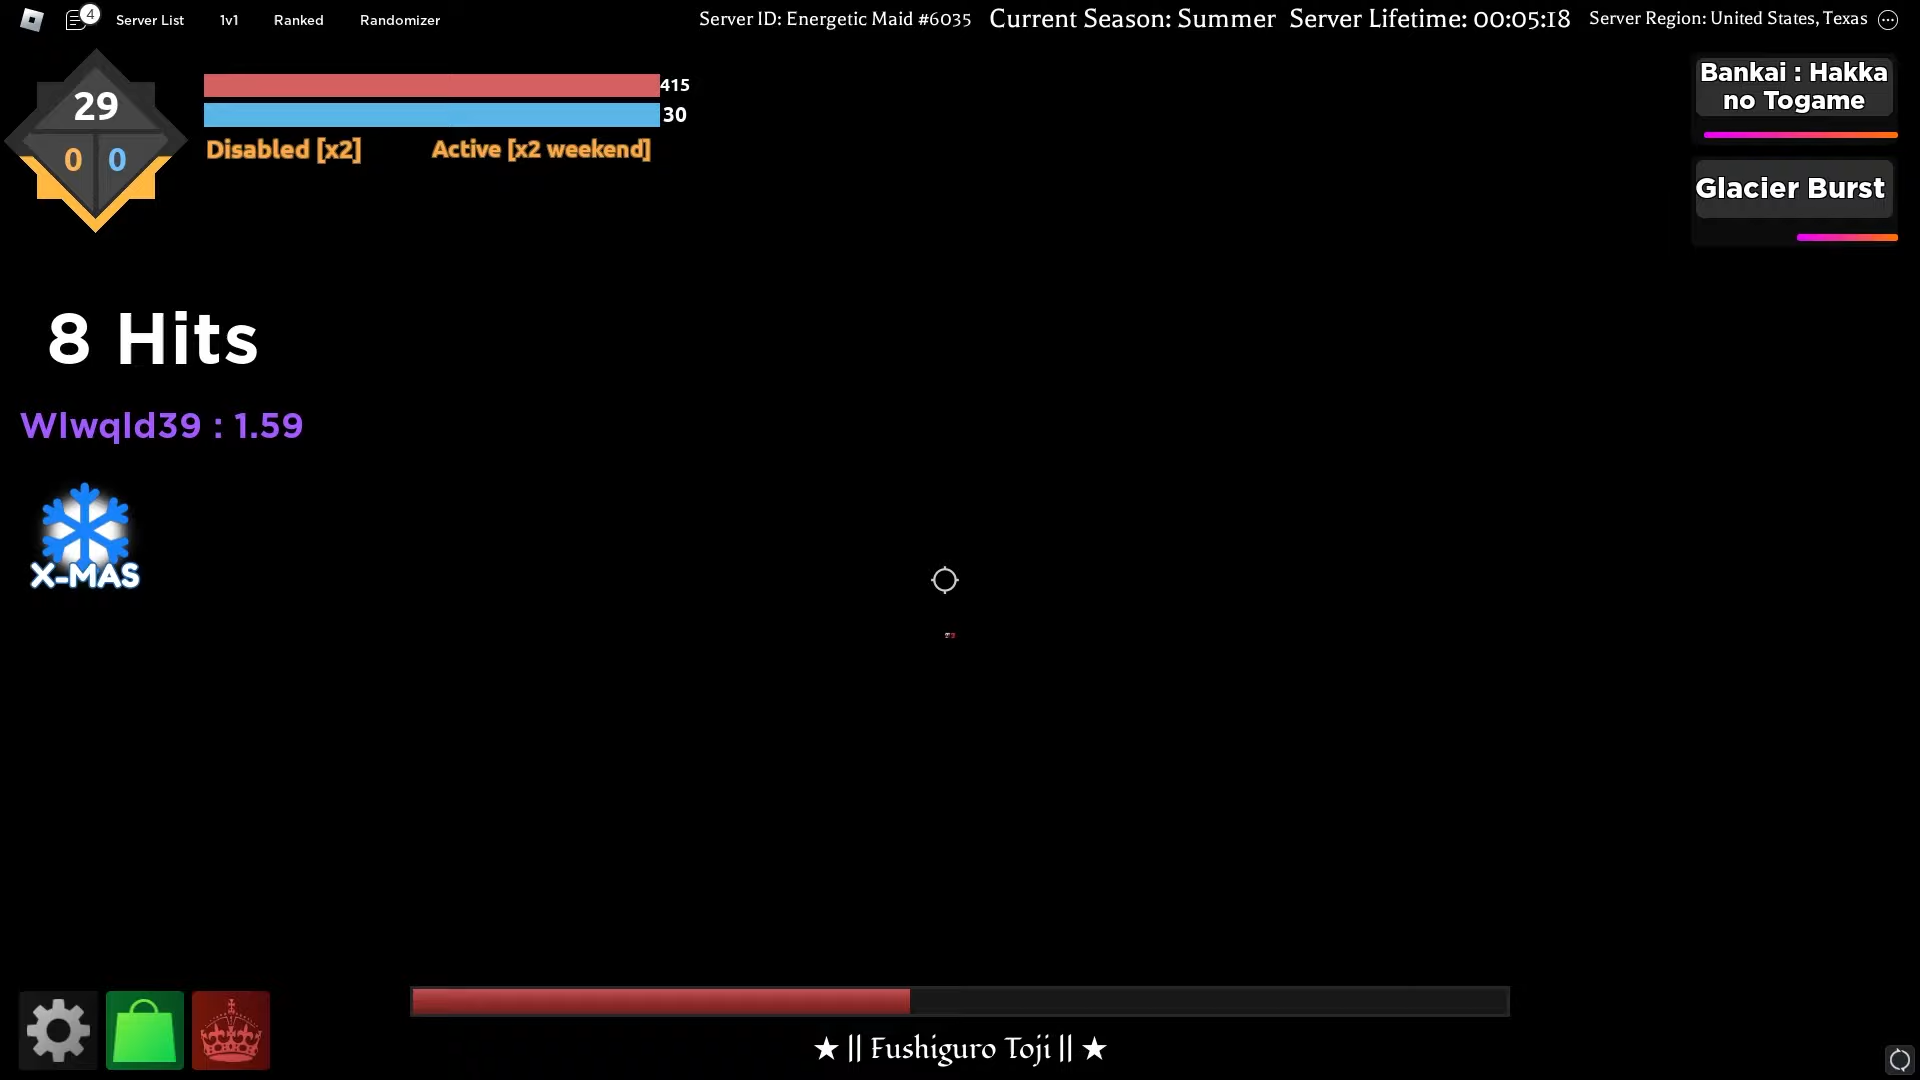 4
Server List
1v1
Ranked
Randomizer
Server ID: Energetic Maid #6035
Current Season: Summer
Server Lifetime: 00:05:18
Server Region: United States, Texas
29
0
0
415
30
Disabled [x2]
Active [x2 weekend]
Bankai : Hakka
no Togame
Glacier Burst
8 Hits
Wlwqld39 : 1.59
X-MAS
★ || Fushiguro Toji || ★